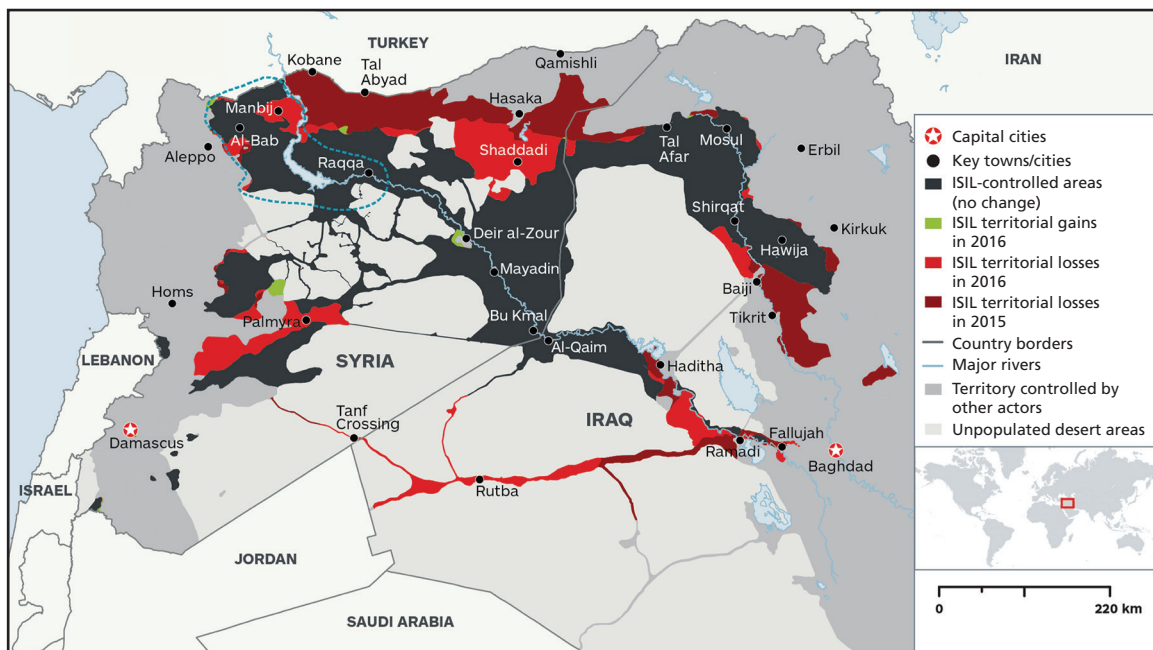 TURKEY
IRAN
Kobane
Tal
Abyad
Qamishli
Hasaka
Manbij
Al-Bab
Aleppo
Raqqa
Shaddadi
Tal
Afar
Mosul
Erbil
Shirqat
Hawija
Kirkuk
Deir al-Zour
Mayadin
Baiji
Tikrit
Homs
Palmyra
Bu Kmal
Al-Qaim
Haditha
LEBANON
SYRIA
IRAQ
Tanf
Crossing
Damascus
Ramadi
Fallujah
Baghdad
Rutba
ISRAEL
JORDAN
SAUDI ARABIA
Capital cities
Key towns/cities
ISIL-controlled areas
(no change)
ISIL territorial gains
in 2016
ISIL territorial losses
in 2016
ISIL territorial losses
in 2015
Country borders
Major rivers
Territory controlled by
other actors
Unpopulated desert areas
0 220 km